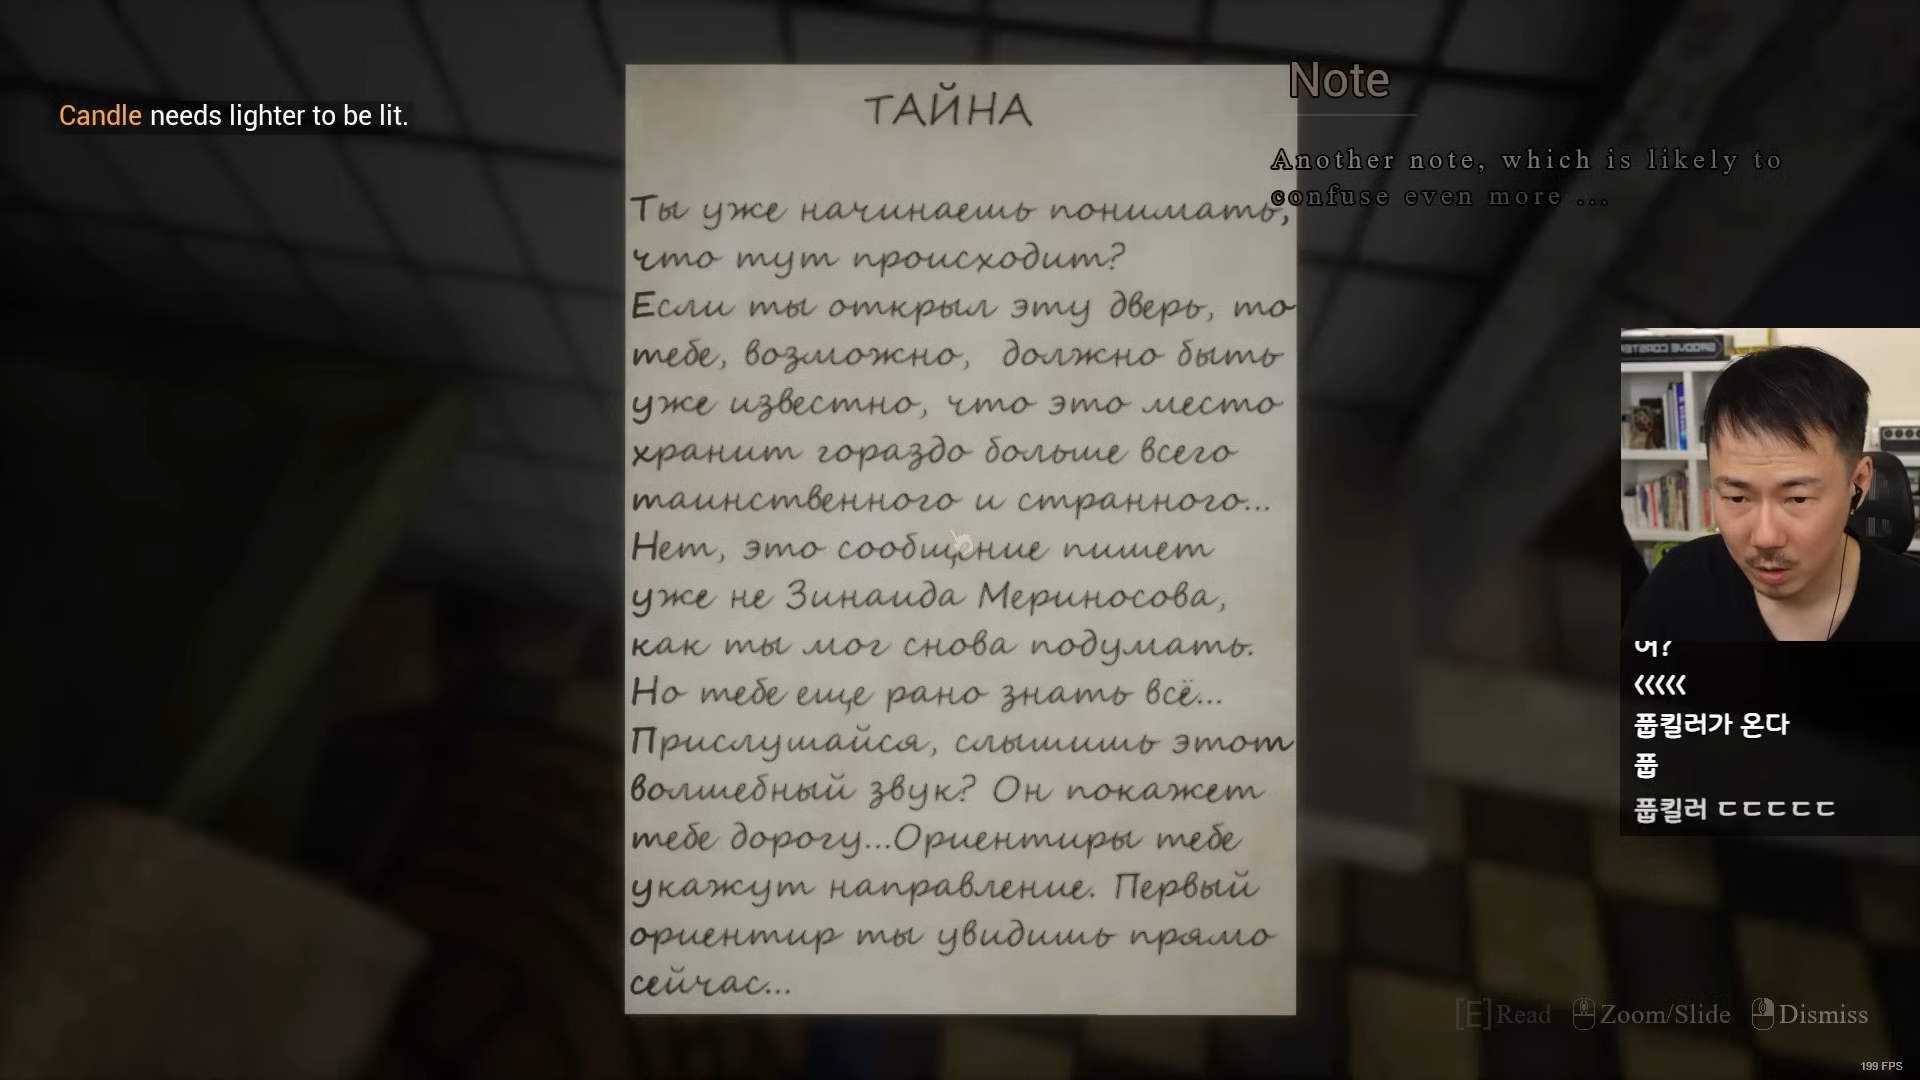 Candle needs lighter to be lit.
ТАЙНА
Ты уже начинаешь понимать,
что тут происходит?
Если ты открыл эту дверь, то
тебе, возможно, должно быть
уже известно, что это место
хранит гораздо больше всего
таинственного и странного...
Нет, это сообщение пишет
уже не Зинаида Мериносова,
как ты мог снова подумать.
Но тебе еще рано знать всё...
Прислушайся, слышишь этот
волшебный звук? Он покажет
тебе дорогу...Ориентиры тебе
укажут направление. Первый
ориентир ты увидишь прямо
сейчас...
Note
Another note, which is likely to
confuse even more ...
어?
<<<<<
풉킬러가 온다
풉
풉킬러 ㄷㄷㄷㄷㄷ
[E]Read Zoom/Slide Dismiss
199 FPS